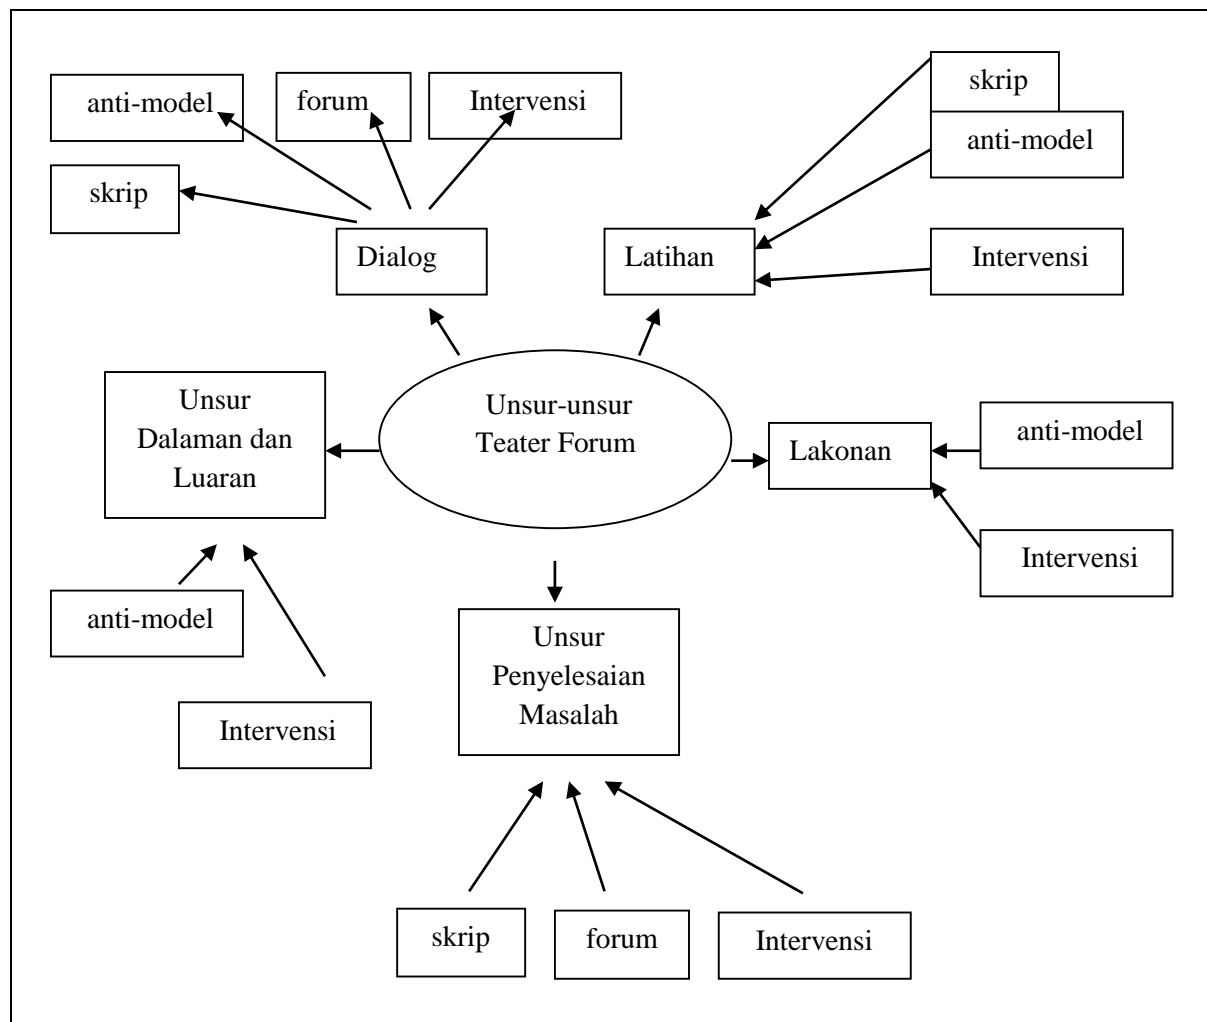 skrip
anti-model
forum
Intervensi
anti-model
skrip
Dialog
Latihan
Intervensi
Unsur
Dalaman dan
Luaran
Unsur-unsur
Teater Forum
Lakonan
anti-model
Intervensi
anti-model
Unsur
Penyelesaian
Masalah
Intervensi
skrip
forum
Intervensi